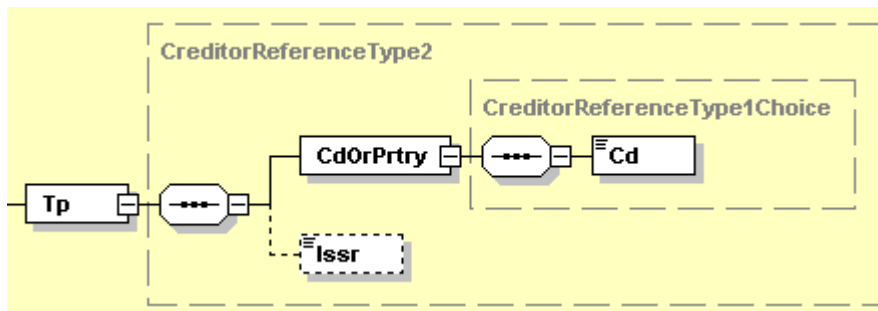 CreditorReferenceType2
CreditorReferenceType1Choice
CdOrPrtry
Cd
Tp
Issr